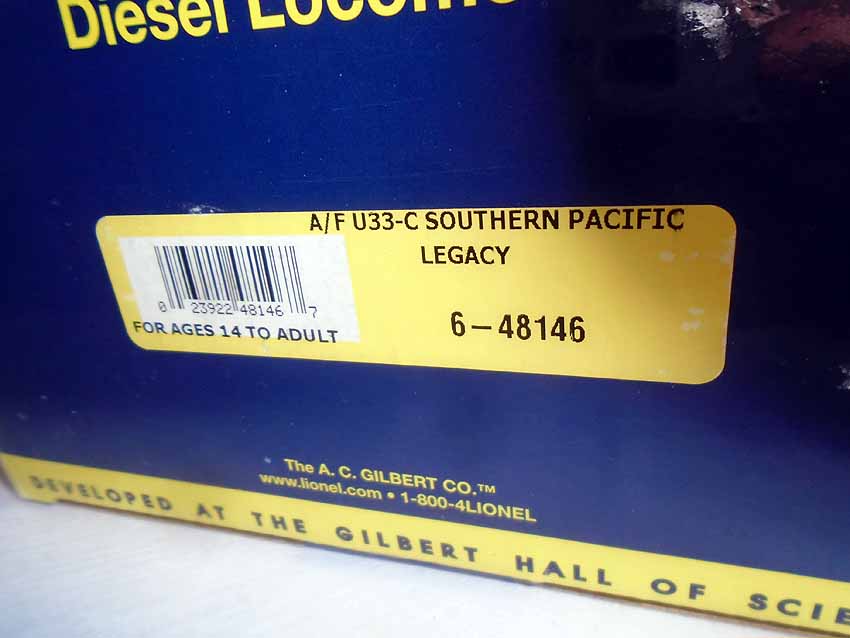 Diesel
A/F U33-C SOUTHERN PACIFIC
LEGACY
0 23922 48146 7
FOR AGES 14 TO ADULT
6-48146
The A. C. GILBERT CO.™
www.lionel.com • 1-800-4LIONEL
DEVELOPED AT THE GILBERT HALL OF SCIE